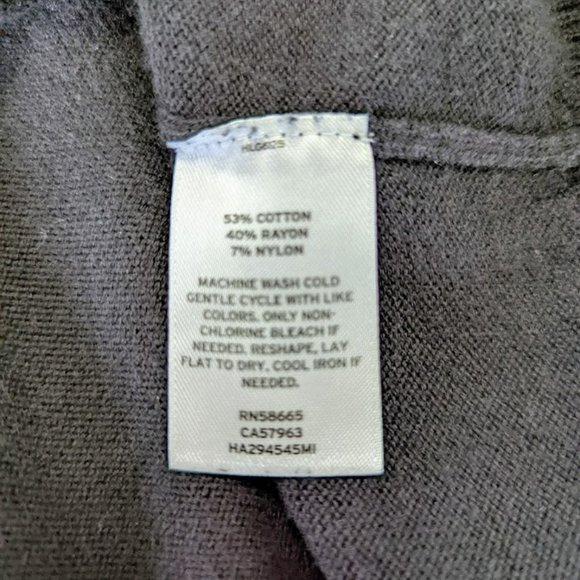 53% COTTON
40% RAYON
7% NYLON
MACHINE WASH COLD
GENTLE CYCLE WITH LIKE
COLORS. ONLY NON-
CHLORINE BLEACH IF
NEEDED. RESHAPE, LAY
FLAT TO DRY, COOL IRON IF
NEEDED.
RN58665
CA57963
HA294545MI